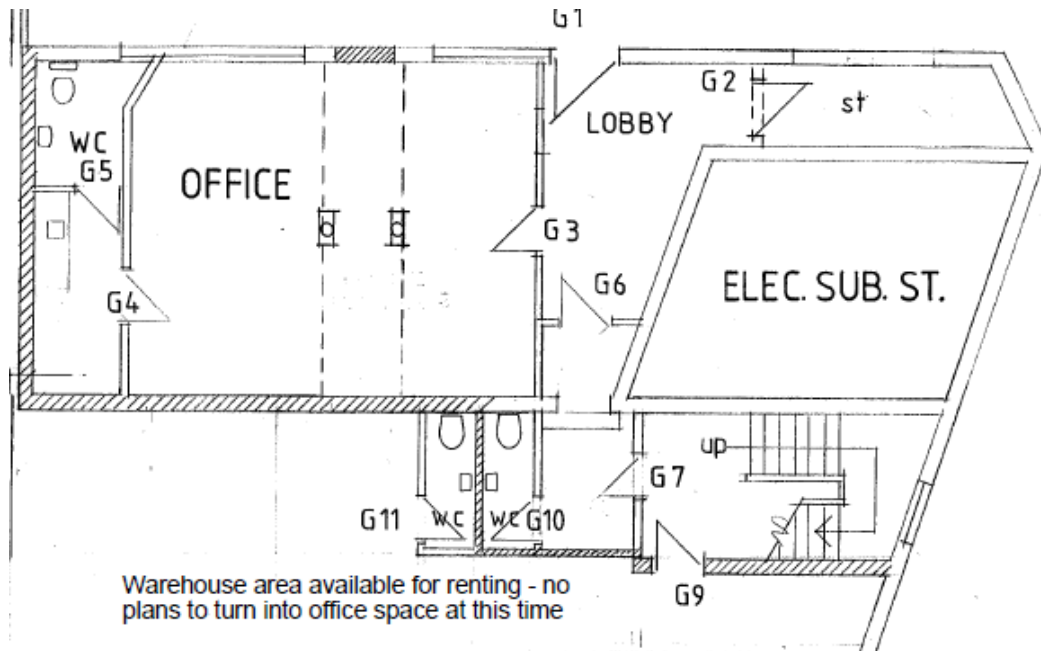 G1
G2
st
LOBBY
WC
G5
OFFICE
G3
G6
ELEC. SUB. ST.
G4
up
G7
G11
WC
WC
G10
G9
Warehouse area available for renting - no
plans to turn into office space at this time